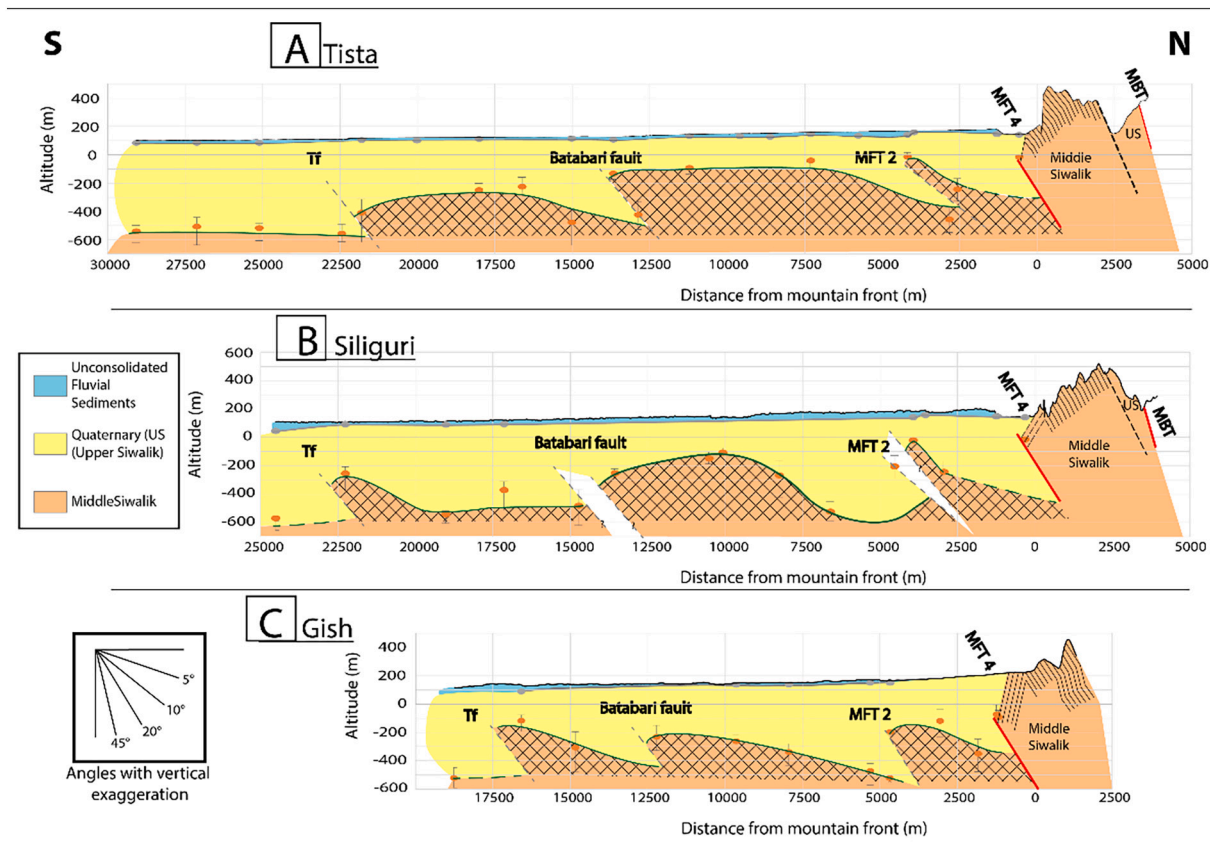 S
A Tista
N
Altitude (m)
400
200
0
-200
-400
-600
Tf
Batabari fault
MFT 2
MFT 4
MBT
US
Middle
Siwalik
30000 27500 25000 22500 20000 17500 15000 12500 10000 7500 5000 2500 0 2500 5000
Distance from mountain front (m)
B Siliguri
Unconsolidated
Fluvial
Sediments
Quaternary (US
(Upper Siwalik)
MiddleSiwalik
Altitude (m)
600
400
200
0
-200
-400
-600
Tf
Batabari fault
MFT 2
MFT 4
US
MBT
Middle
Siwalik
25000 22500 20000 17500 15000 12500 10000 7500 5000 2500 0 2500 5000
Distance from mountain front (m)
C Gish
5°
10°
20°
45°
Angles with vertical
exaggeration
Altitude (m)
400
200
0
-200
-400
-600
Tf
Batabari fault
MFT 2
MFT 4
Middle
Siwalik
17500 15000 12500 10000 7500 5000 2500 0 2500
Distance from mountain front (m)